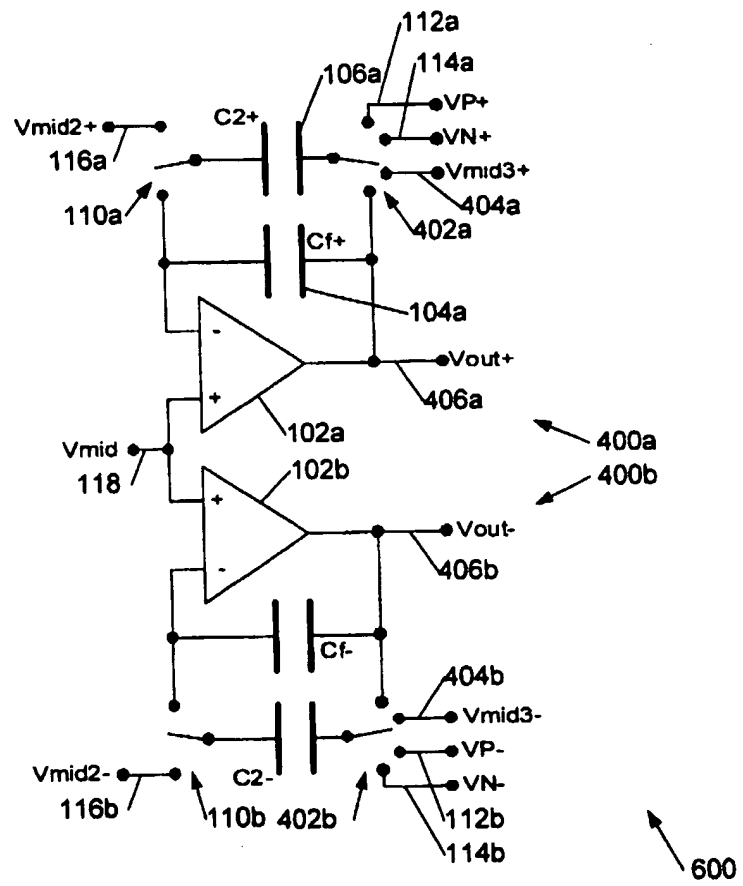 112a
114a
106a
C2+
VP+
Vmid2+
VN+
116a
Vmid3+
404a
110a
402a
Cf+
104a
-
Vout+
+
406a
102a
400a
Vmid
118
102b
400b
+
Vout-
-
406b
Cf-
404b
Vmid3-
VP-
Vmid2-
C2-
VN-
116b
110b
402b
112b
114b
600